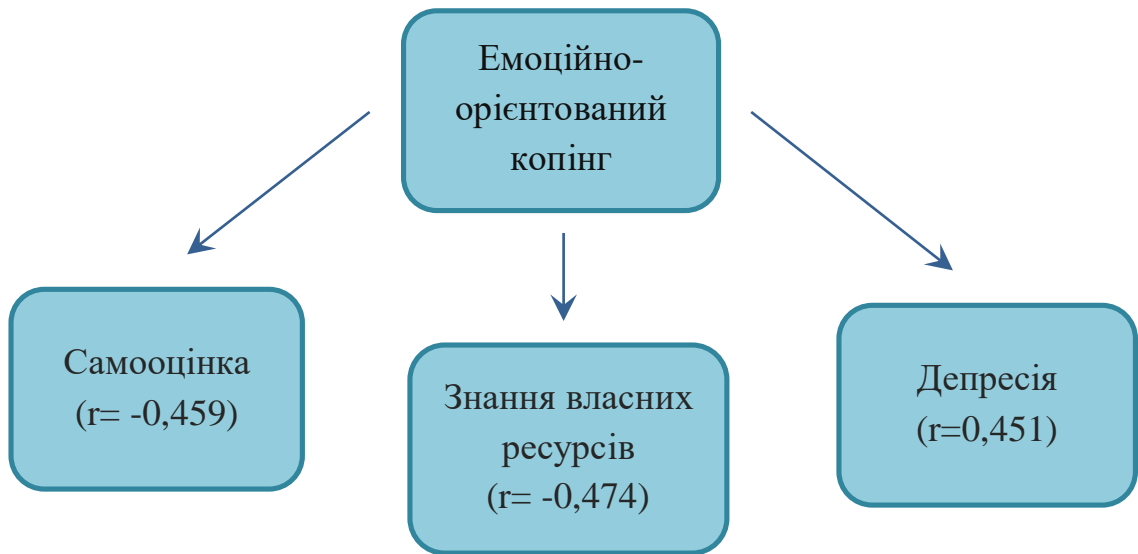 Емоційно-
орієнтований
копінг
Самооцінка
(r= -0,459)
Знання власних
ресурсів
(r= -0,474)
Депресія
(r=0,451)